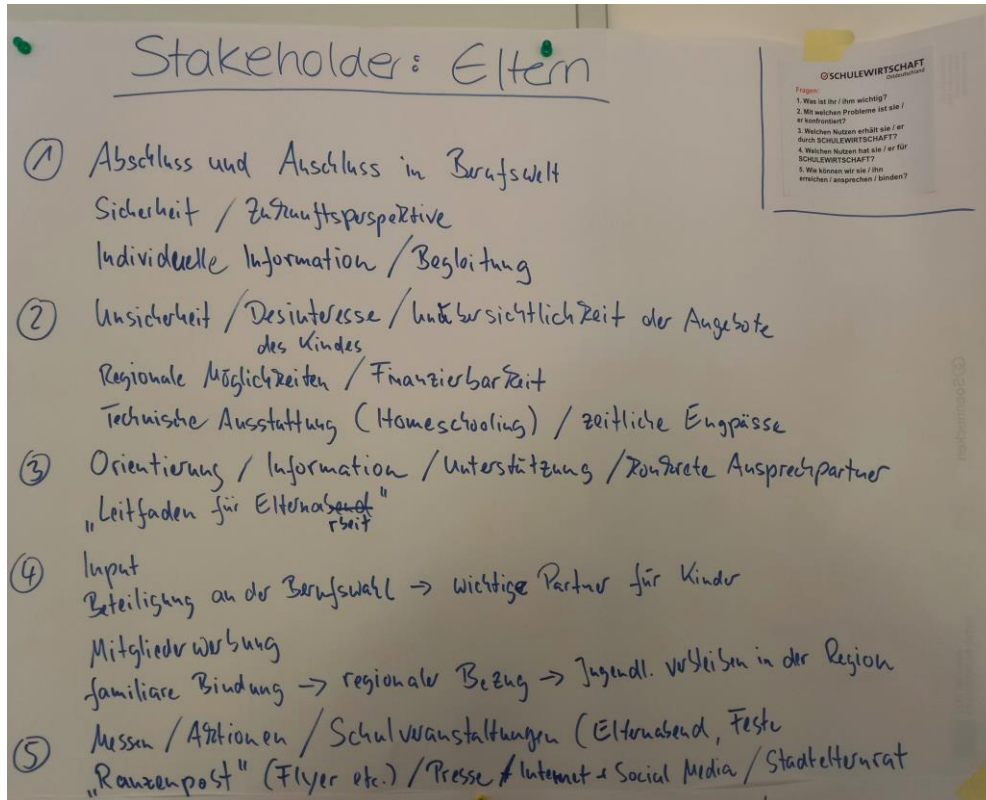 Stakeholder: Eltern
SCHULEWIRTSCHAFT
Ostdeutschland
Fragen:
1. Was ist ihr / ihm wichtig?
2. Mit welchen Probleme ist sie /
er konfrontiert?
3. Welchen Nutzen erhält sie / er
durch SCHULEWIRTSCHAFT?
4. Welchen Nutzen hat sie / er für
SCHULEWIRTSCHAFT?
5. Wie können wir sie / ihn
erreichen / ansprechen / binden?
1 Abschluss und Anschluss in Berufswelt
Sicherheit / Zukunftsperspektive
Individuelle Information / Begleitung
2 Unsicherheit / Desinteresse / Unübersichtlichkeit der Angebote
des Kindes
Regionale Möglichkeiten / Finanzierbarkeit
Technische Ausstattung (Homeschooling) / zeitliche Engpässe
3 Orientierung / Information / Unterstützung / konkrete Ansprechpartner
„Leitfaden für Elternabend"
rbeit
4 Input
Beteiligung an der Berufswahl → wichtige Partner für Kinder
Mitgliederwerbung
familiare Bindung → regionaler Bezug → Jugendl. verbleiben in der Region
5 Messen / Aktionen / Schulveranstaltungen (Elternabend, Feste
„Ranzenpost" (Flyer etc.) / Presse / Internet + Social Media / Stadtelternrat